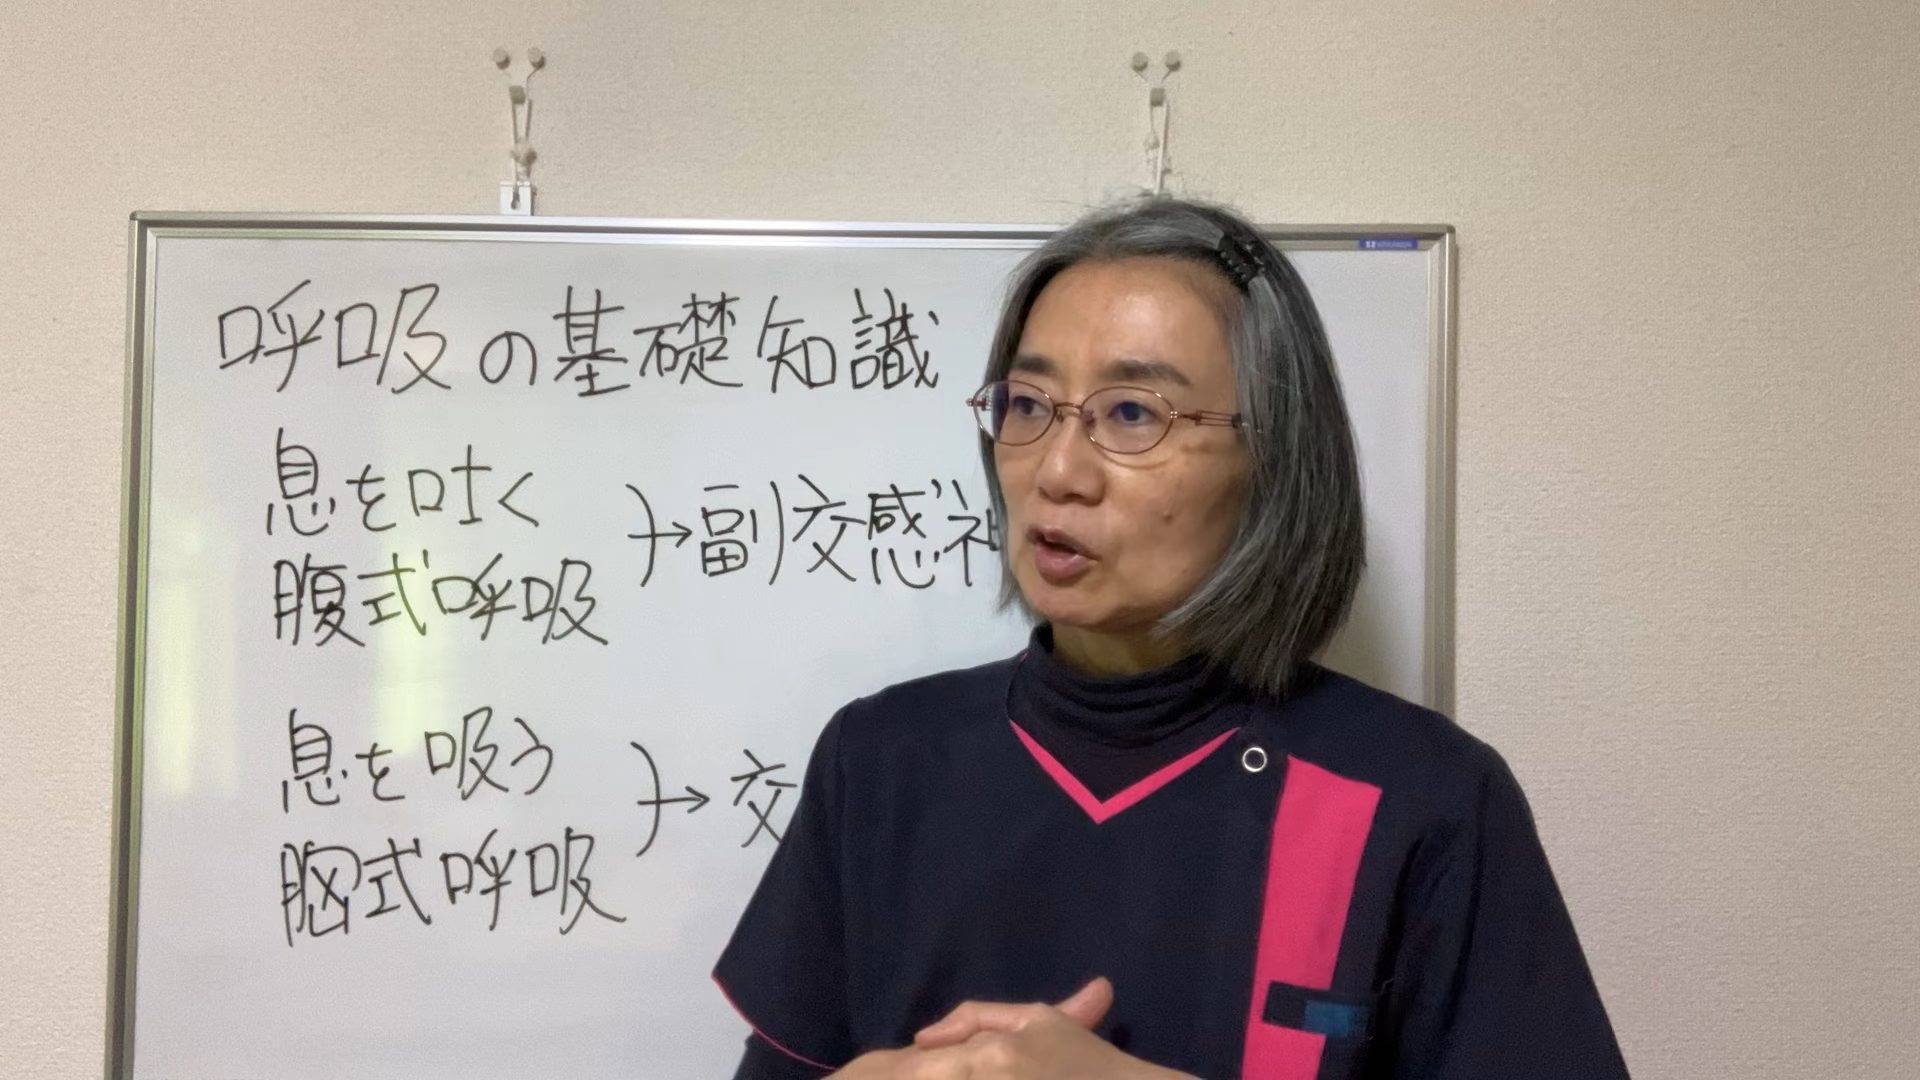 呼吸の基礎知識
息を吐く
腹式呼吸
→副交感神
息を吸う
胸式呼吸
→交